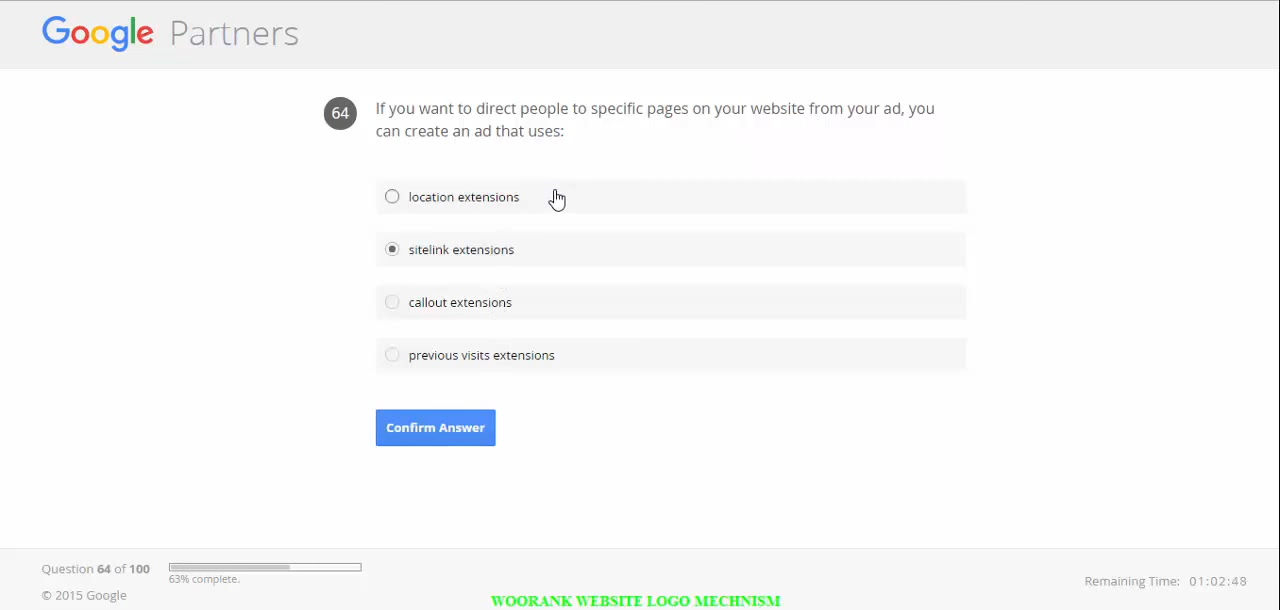 Google Partners
64 If you want to direct people to specific pages on your website from your ad, you
can create an ad that uses:
location extensions
sitelink extensions
callout extensions
previous visits extensions
Confirm Answer
Question 64 of 100
63% complete.
Remaining Time: 01:02:48
© 2015 Google
WOORANK WEBSITE LOGO MECHNISM